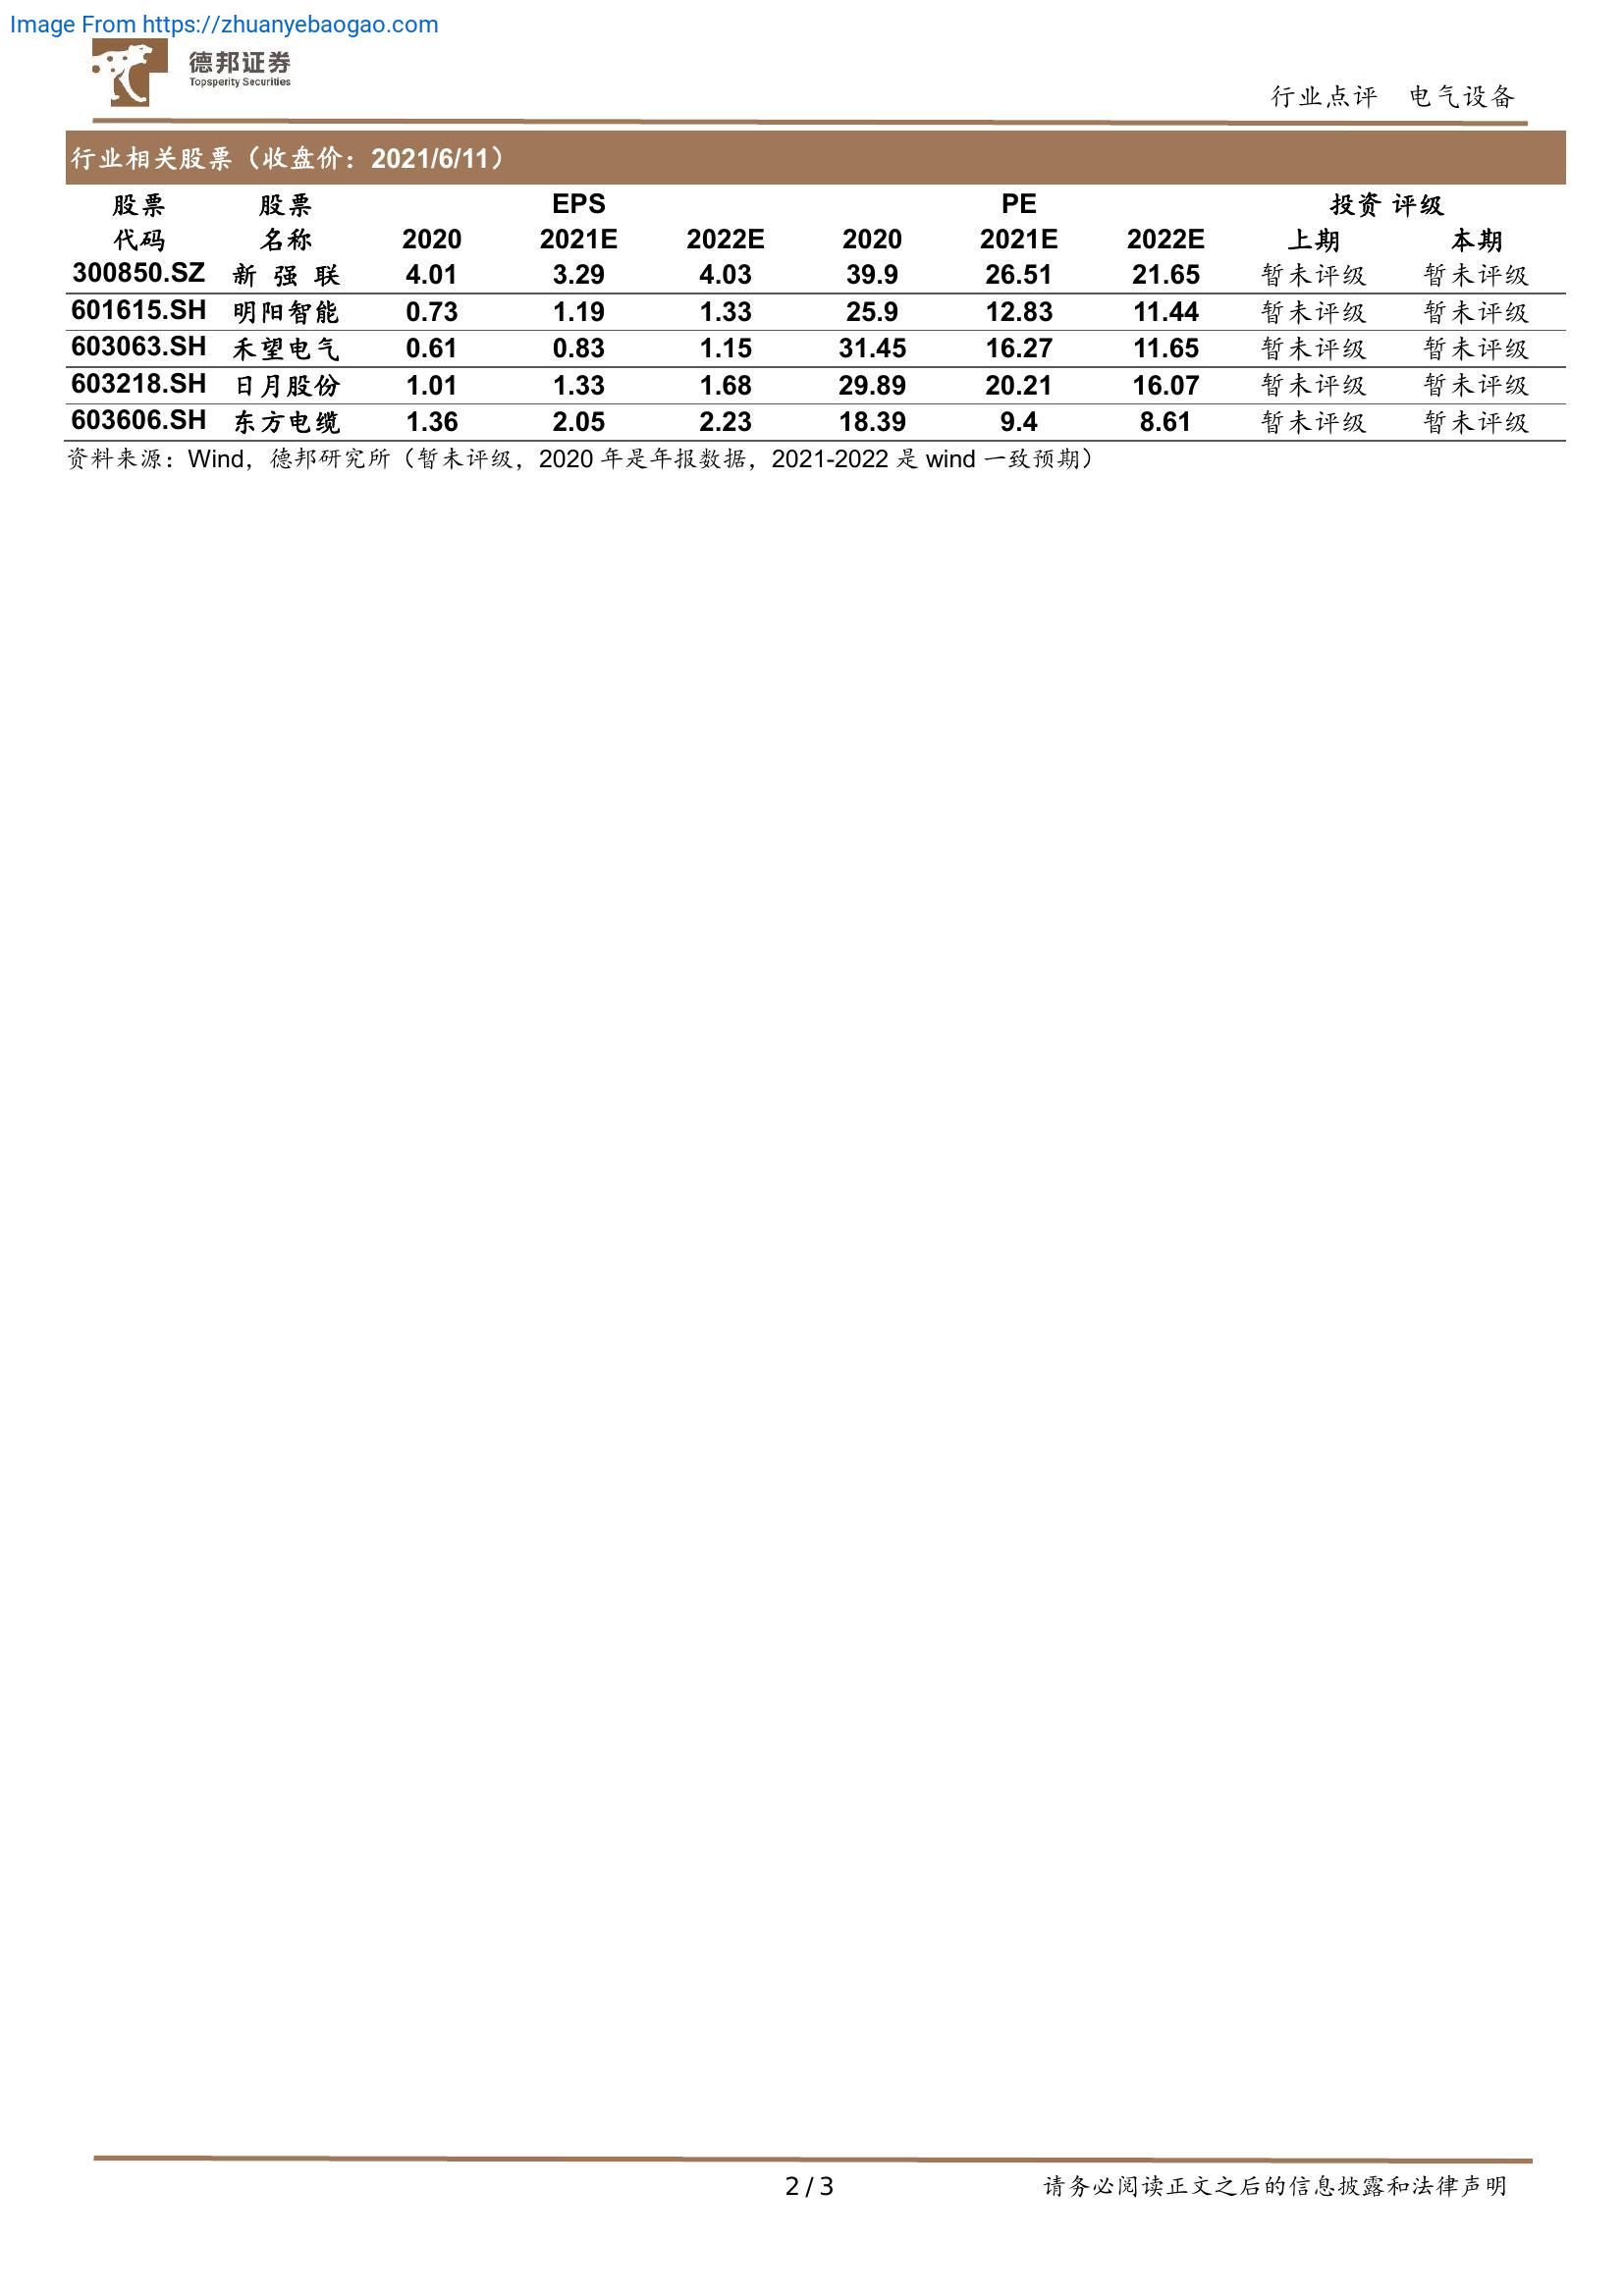 Image From https://zhuanyebaogao.com
德邦证券
Topsperity Securities
行业点评 电气设备
行业相关股票（收盘价：2021/6/11）
股票 股票 EPS PE 投资 评级
代码 名称 2020 2021E 2022E 2020 2021E 2022E 上期 本期
300850.SZ 新 强 联 4.01 3.29 4.03 39.9 26.51 21.65 暂未评级 暂未评级
601615.SH 明阳智能 0.73 1.19 1.33 25.9 12.83 11.44 暂未评级 暂未评级
603063.SH 禾望电气 0.61 0.83 1.15 31.45 16.27 11.65 暂未评级 暂未评级
603218.SH 日月股份 1.01 1.33 1.68 29.89 20.21 16.07 暂未评级 暂未评级
603606.SH 东方电缆 1.36 2.05 2.23 18.39 9.4 8.61 暂未评级 暂未评级
资料来源：Wind，德邦研究所（暂未评级，2020 年是年报数据，2021-2022 是 wind 一致预期）
2 / 3 请务必阅读正文之后的信息披露和法律声明